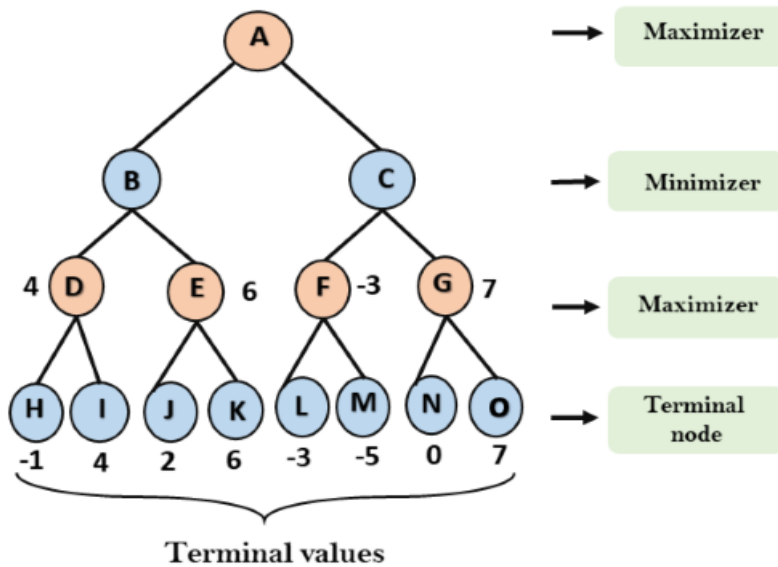 A
Maximizer
B
C
Minimizer
4 D
E 6
F -3
G 7
Maximizer
H I J K L M N O
Terminal
node
-1 4 2 6 -3 -5 0 7
Terminal values